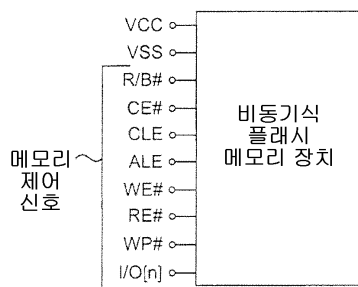 VCC
VSS
R/B#
CE#
CLE
ALE
WE#
RE#
WP#
I/O[n]
메모리
제어
신호
비동기식
플래시
메모리 장치